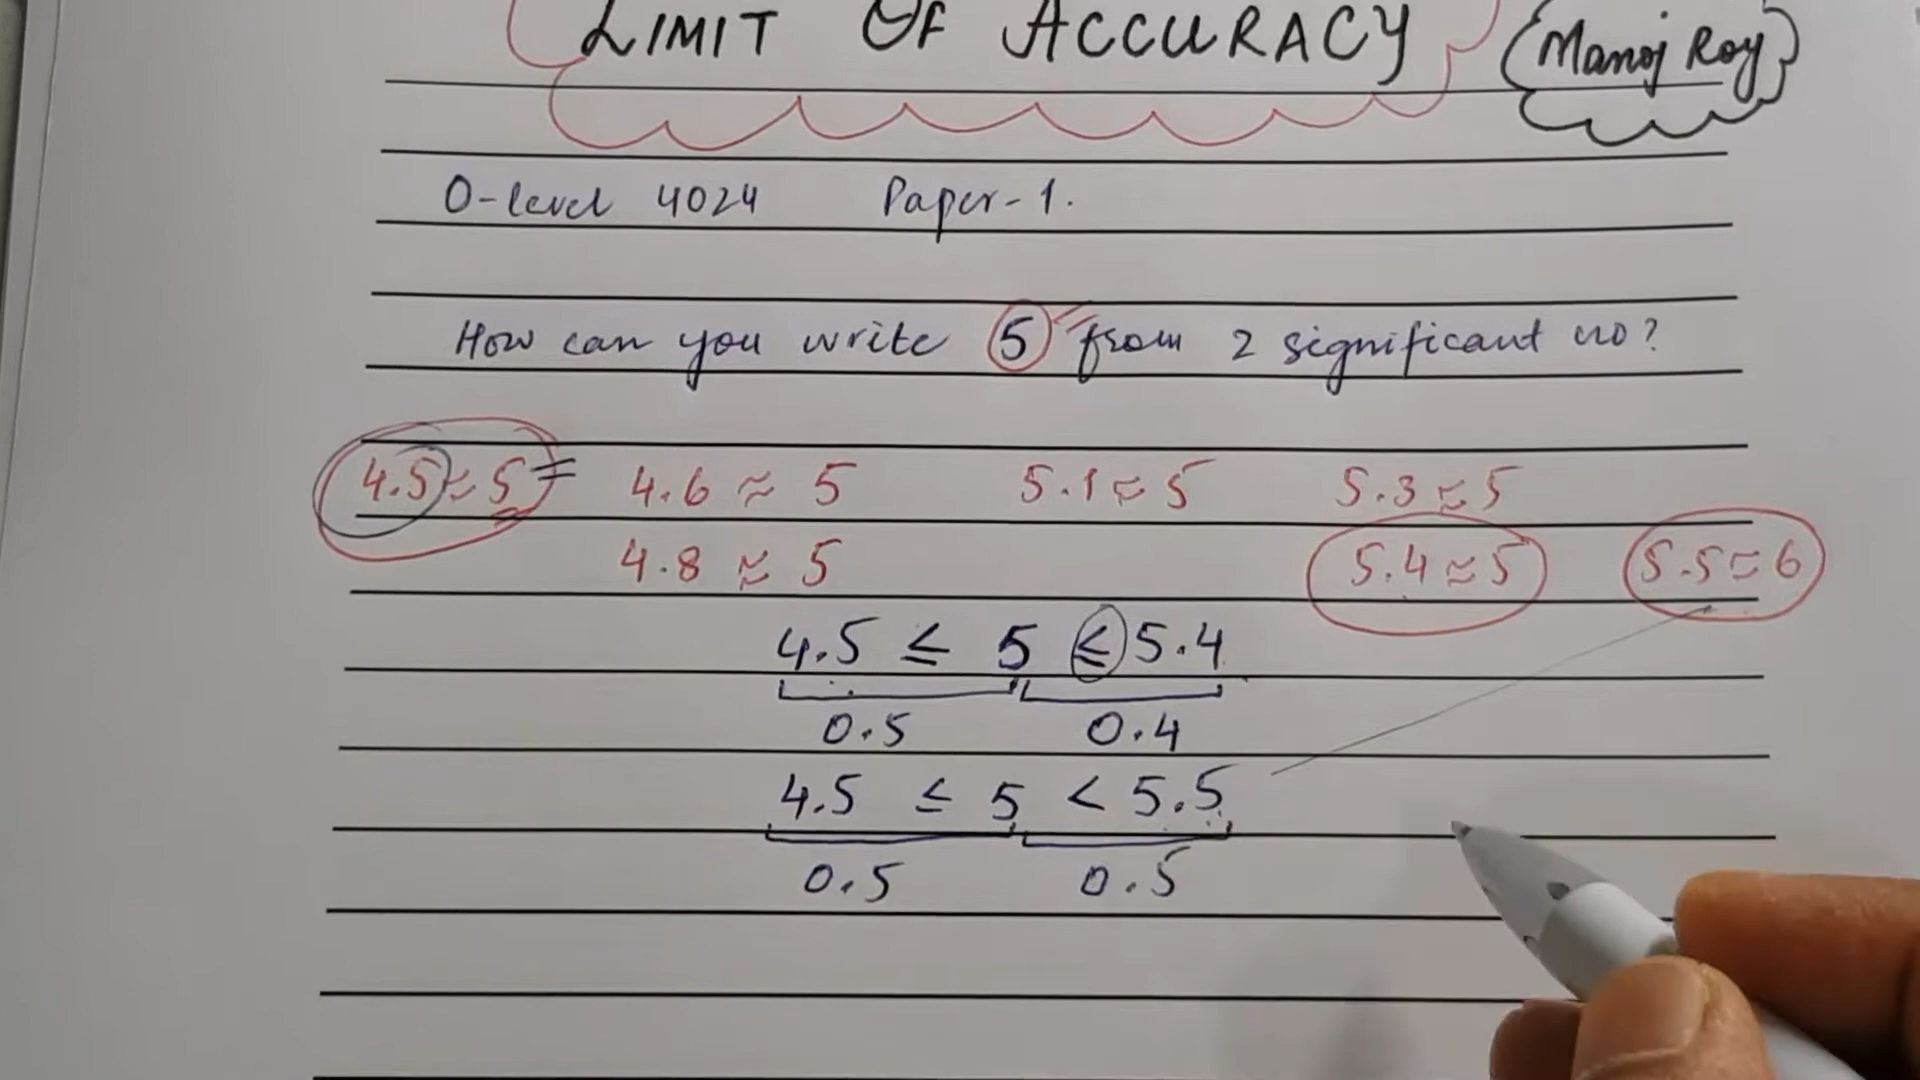 LIMIT OF ACCURACY
Manoj Roy
O-level 4024 Paper-1.
How can you write 5 from 2 significant no?
4.5≈5 4.6 ≈ 5 5.1≈5 5.3≈5
4.8 ≈ 5 5.4≈5 5.5≈6
4.5 ≤ 5 ≤ 5.4
0.5 0.4
4.5 ≤ 5 < 5.5
0.5 0.5